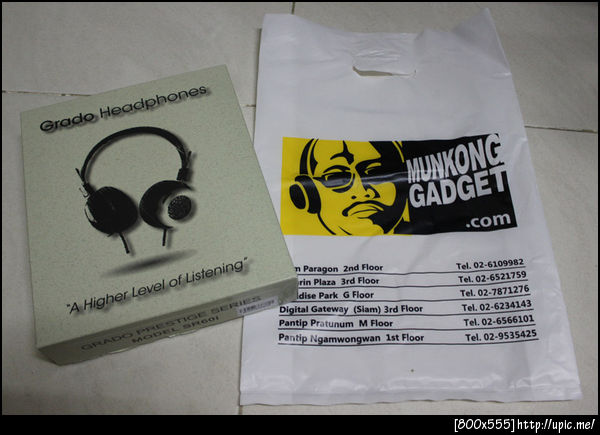 Grado Headphones
"A Higher Level of Listening"
GRADO PRESTIGE SERIES
MODEL SR60i
MUNKONG
GADGET
.com
Paragon 2nd Floor Tel. 02-6109982
Plaza 3rd Floor Tel. 02-6521759
Park G Floor Tel. 02-7871276
Digital Gateway (Siam) 3rd Floor Tel. 02-6234143
Pantip Pratunum M Floor Tel. 02-6566101
Pantip Ngamwongwan 1st Floor Tel. 02-9535425
[800x555]http://upic.me/